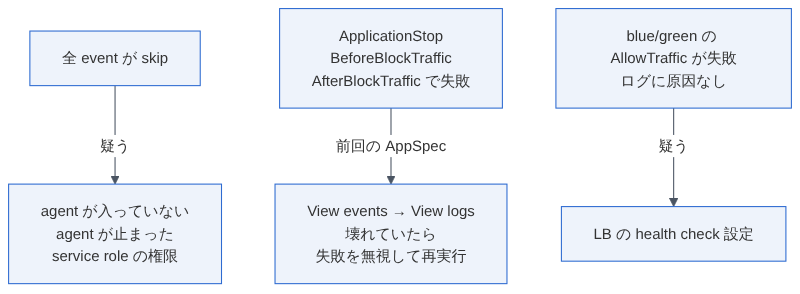 全 event が skip
疑う
agent が入っていない
agent が止まった
service role の権限
ApplicationStop
BeforeBlockTraffic
AfterBlockTraffic で失敗
前回の AppSpec
View events → View logs
壊れていたら
失敗を無視して再実行
blue/green の
AllowTraffic が失敗
ログに原因なし
疑う
LB の health check 設定